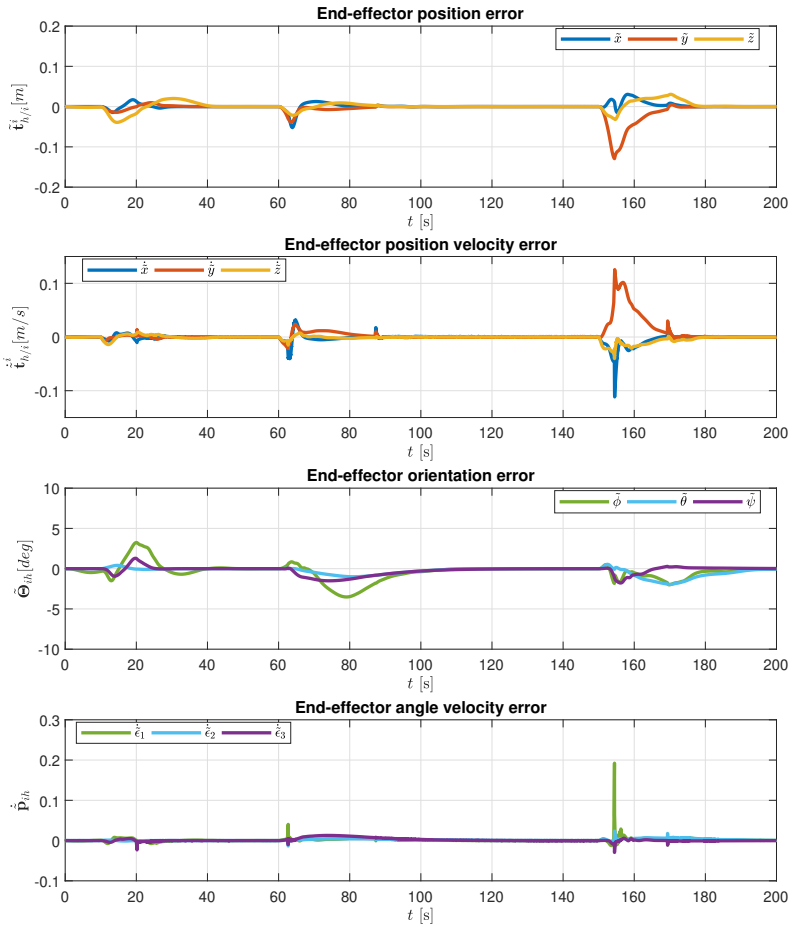 End-effector position error
x̃ ỹ z̃
0.2
0.1
0
-0.1
-0.2
t̃ⁱ_{h/i}[m]
0 20 40 60 80 100 120 140 160 180 200
t [s]
End-effector position velocity error
ẋ̃ ẏ̃ ż̃
0.1
0
-0.1
ṫ̃ⁱ_{h/i}[m/s]
0 20 40 60 80 100 120 140 160 180 200
t [s]
End-effector orientation error
ϕ̃ θ̃ ψ̃
10
5
0
-5
-10
Θ̃_{ih}[deg]
0 20 40 60 80 100 120 140 160 180 200
t [s]
End-effector angle velocity error
ϵ̃̇₁ ϵ̃̇₂ ϵ̃̇₃
0.3
0.2
0.1
0
-0.1
p̃̇_{ih}
0 20 40 60 80 100 120 140 160 180 200
t [s]